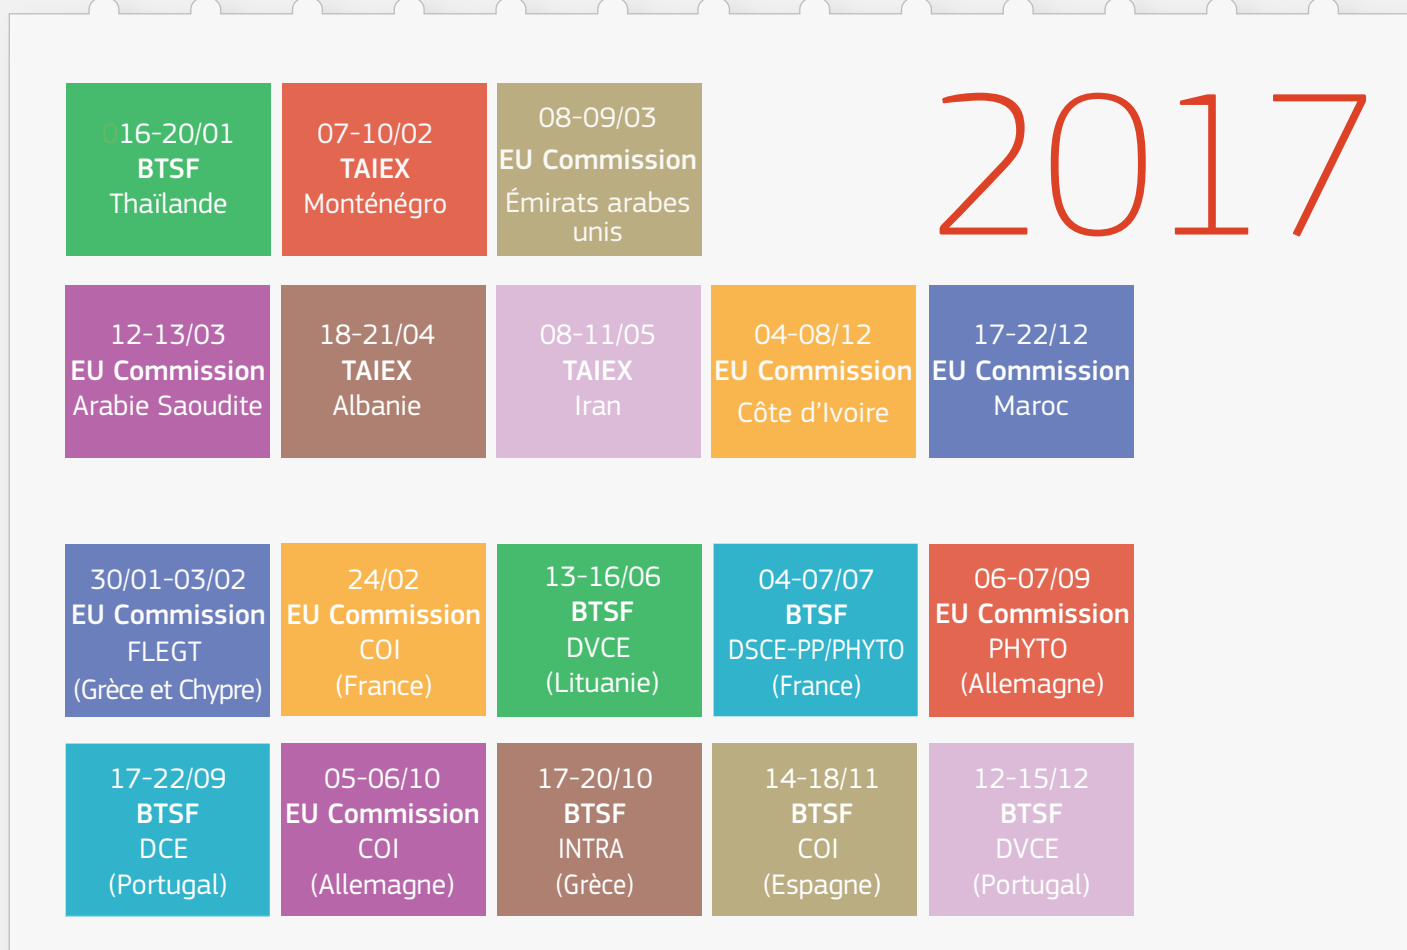 2017
016-20/01
BTSF
Thaïlande
07-10/02
TAIEX
Monténégro
08-09/03
EU Commission
Émirats arabes
unis
12-13/03
EU Commission
Arabie Saoudite
18-21/04
TAIEX
Albanie
08-11/05
TAIEX
Iran
04-08/12
EU Commission
Côte d’Ivoire
17-22/12
EU Commission
Maroc
30/01-03/02
EU Commission
FLEGT
(Grèce et Chypre)
24/02
EU Commission
COI
(France)
13-16/06
BTSF
DVCE
(Lituanie)
04-07/07
BTSF
DSCE-PP/PHYTO
(France)
06-07/09
EU Commission
PHYTO
(Allemagne)
17-22/09
BTSF
DCE
(Portugal)
05-06/10
EU Commission
COI
(Allemagne)
17-20/10
BTSF
INTRA
(Grèce)
14-18/11
BTSF
COI
(Espagne)
12-15/12
BTSF
DVCE
(Portugal)